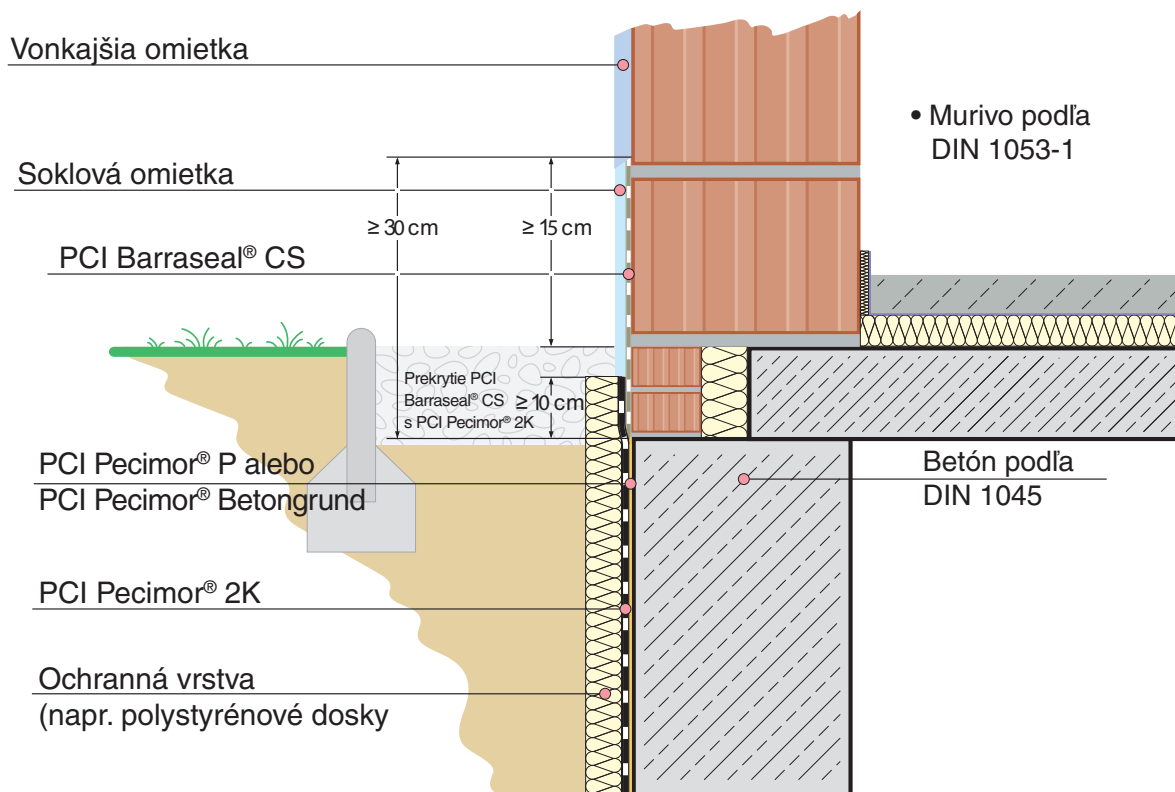 Vonkajšia omietka
• Murivo podľa
DIN 1053-1
Soklová omietka
≥ 30 cm
≥ 15 cm
PCI Barraseal® CS
Prekrytie PCI
Barraseal® CS
s PCI Pecimor® 2K
≥ 10 cm
PCI Pecimor® P alebo
PCI Pecimor® Betongrund
Betón podľa
DIN 1045
PCI Pecimor® 2K
Ochranná vrstva
(napr. polystyrénové dosky